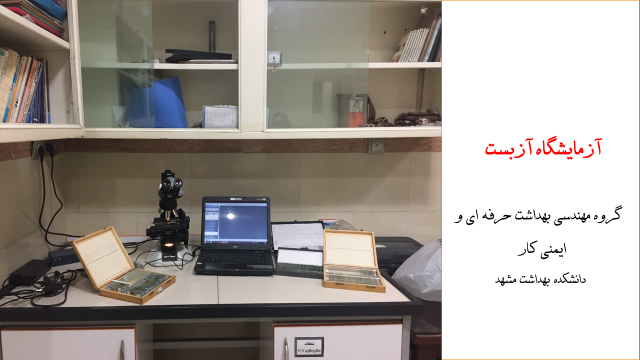 آزمایشگاه آزبست
گروه مهندسی بهداشت حرفه ای و
ایمنی کار
دانشکده بهداشت مشهد